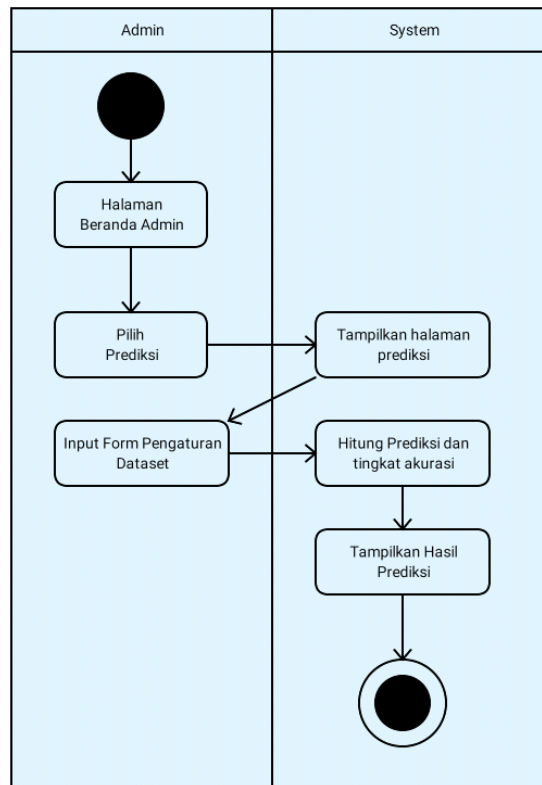 Admin
System
Halaman
Beranda Admin
Pilih
Prediksi
Tampilkan halaman
prediksi
Input Form Pengaturan
Dataset
Hitung Prediksi dan
tingkat akurasi
Tampilkan Hasil
Prediksi